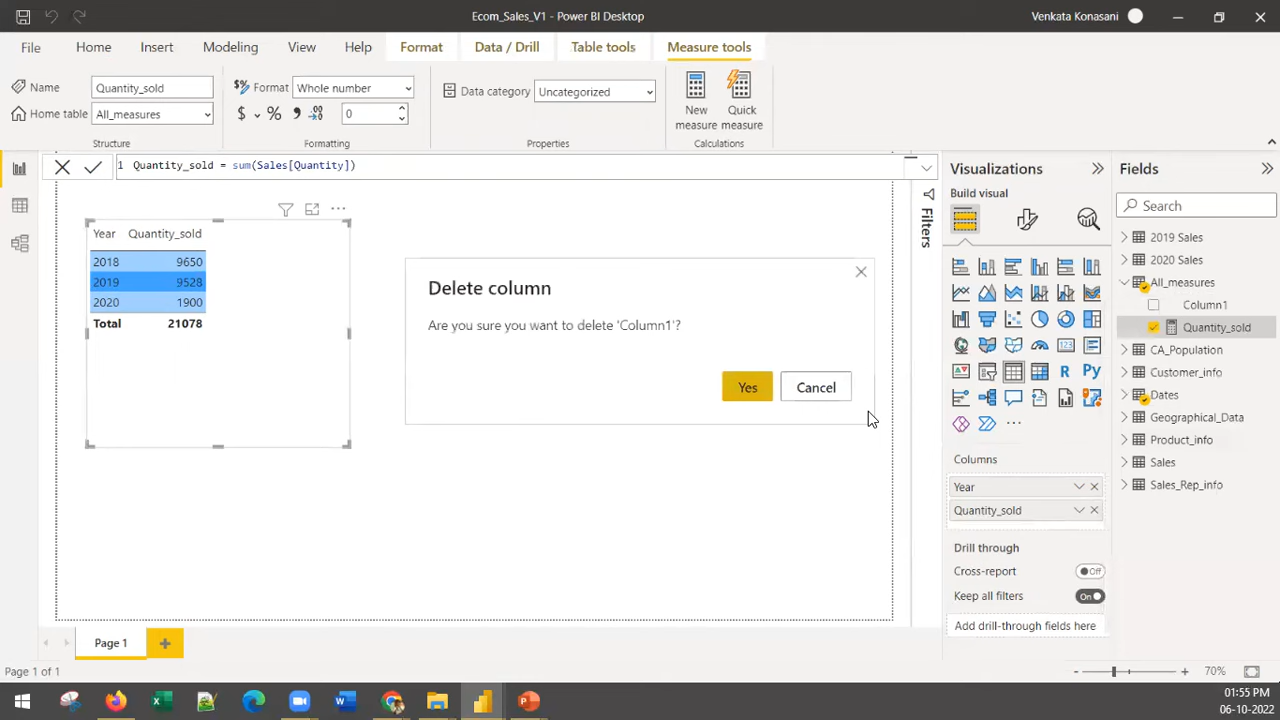 Ecom_Sales_V1 - Power BI Desktop
Venkata Konasani
File Home Insert Modeling View Help Format Data / Drill Table tools Measure tools
Name Quantity_sold
Home table All_measures
Structure
Format Whole number
$ % 0
Formatting
Data category Uncategorized
Properties
New measure
Quick measure
Calculations
1 Quantity_sold = sum(Sales[Quantity])
Year Quantity_sold
2018 9650
2019 9528
2020 1900
Total 21078
Delete column
Are you sure you want to delete 'Column1'?
Yes Cancel
Filters
Visualizations
Build visual
R Py
Columns
Year
Quantity_sold
Drill through
Cross-report Off
Keep all filters On
Add drill-through fields here
Fields
Search
2019 Sales
2020 Sales
All_measures
Column1
Quantity_sold
CA_Population
Customer_info
Dates
Geographical_Data
Product_info
Sales
Sales_Rep_info
Page 1
Page 1 of 1
70%
01:55 PM
06-10-2022